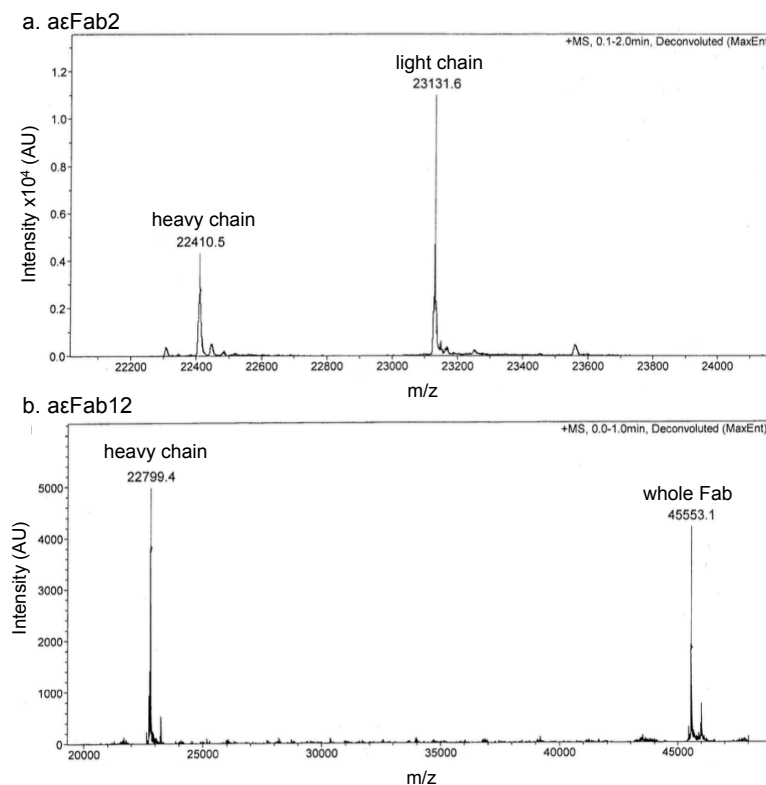 a. aεFab2
+MS, 0.1-2.0min, Deconvoluted (MaxEnt)
Intensity x10⁴ (AU)
1.2
1.0
0.8
0.6
0.4
0.2
0.0
heavy chain
22410.5
light chain
23131.6
22200 22400 22600 22800 23000 23200 23400 23600 23800 24000
m/z
b. aεFab12
+MS, 0.0-1.0min, Deconvoluted (MaxEnt)
Intensity (AU)
5000
4000
3000
2000
1000
0
heavy chain
22799.4
whole Fab
45553.1
20000 25000 30000 35000 40000 45000
m/z